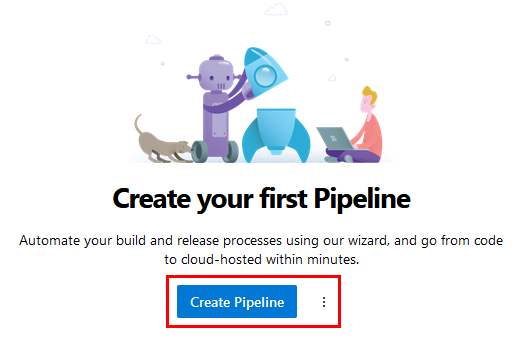 Create your first Pipeline
Automate your build and release processes using our wizard, and go from code
to cloud-hosted within minutes.
Create Pipeline